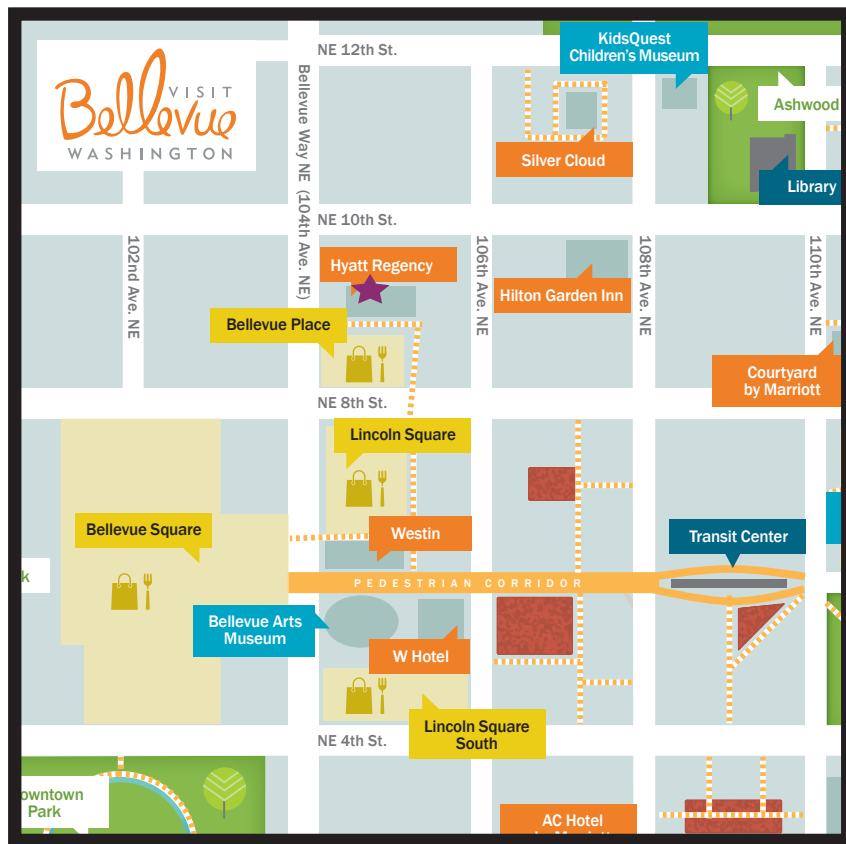 VISIT
Bellevue
WASHINGTON
NE 12th St.
KidsQuest
Children's Museum
Ashwood
Library
Silver Cloud
Bellevue Way NE (104th Ave. NE)
NE 10th St.
102nd Ave. NE
106th Ave. NE
108th Ave. NE
110th Ave. NE
Hyatt Regency
Hilton Garden Inn
Bellevue Place
Courtyard
by Marriott
NE 8th St.
Lincoln Square
Bellevue Square
Westin
Transit Center
k
PEDESTRIAN CORRIDOR
Bellevue Arts
Museum
W Hotel
Lincoln Square
South
NE 4th St.
owntown
Park
AC Hotel
by Marriott